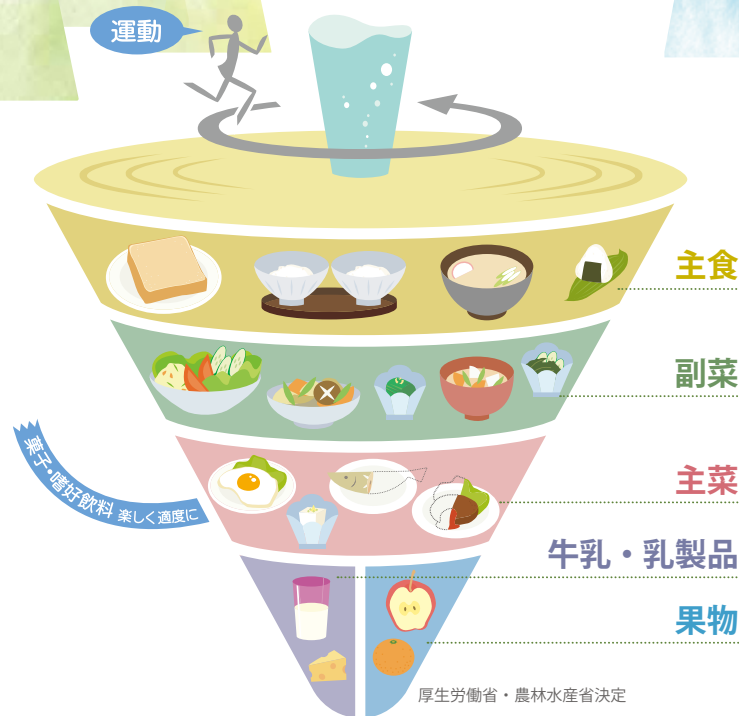 運動
主食
副菜
主菜
菓子・嗜好飲料 楽しく適度に
牛乳・乳製品
果物
厚生労働省・農林水産省決定